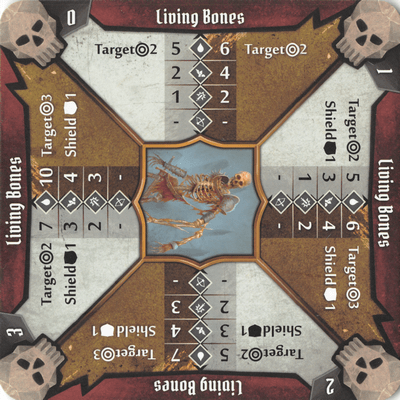 0
Living Bones
Target 2 5 6 Target 2
2 4
1 2
- -
1
Living Bones
Target 2 5 6 Target 3
Shield 1 3 4 Shield 1
1 2
- -
2
Living Bones
Target 2 5 7 Target 3
Shield 1 3 4 Shield 1
2 3
- -
3
Living Bones
Target 2 7 10 Target 3
Shield 1 3 4 Shield 1
2 3
- -